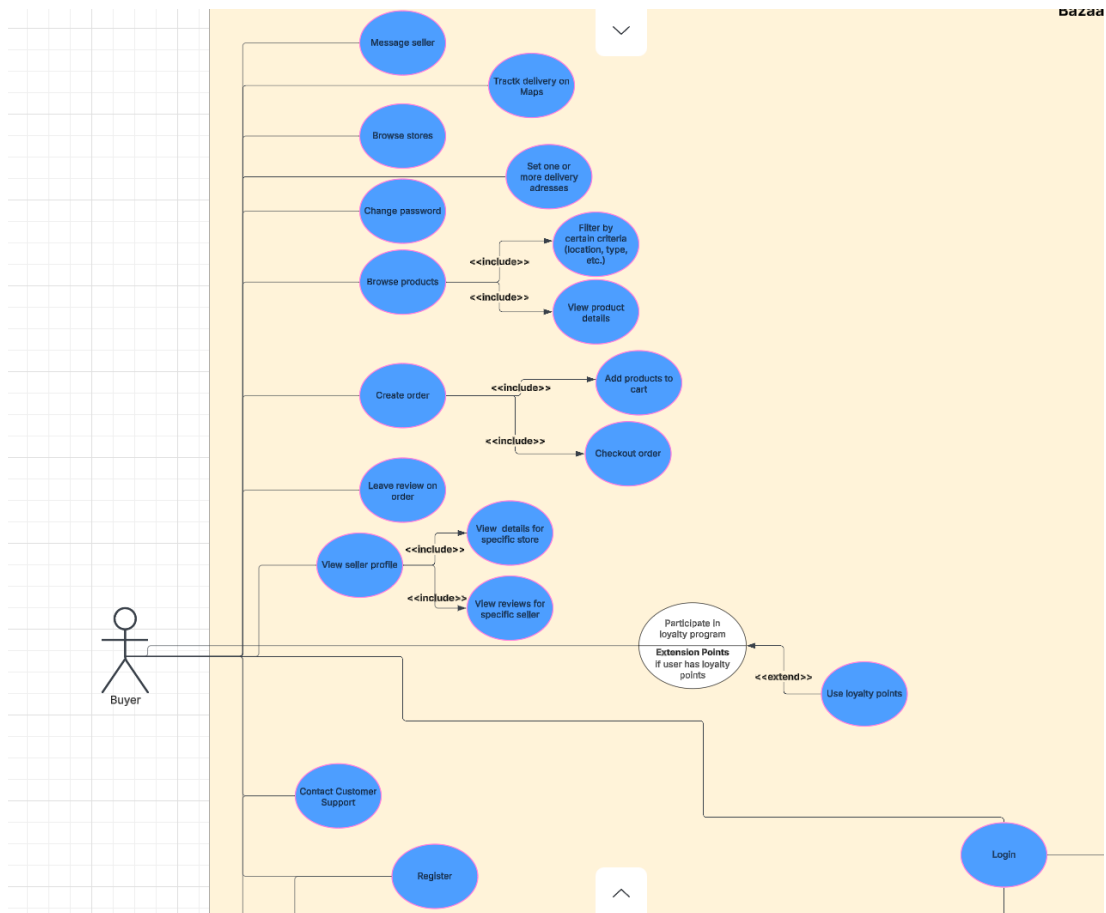 Bazaa
Message seller
Tractk delivery on
Maps
Browse stores
Set one or
more delivery
adresses
Change password
Filter by
certain criteria
(location, type,
etc.)
<<include>>
Browse products
<<include>>
View product
details
Add products to
cart
<<include>>
Create order
<<include>>
Checkout order
Leave review on
order
View details for
specific store
<<include>>
View seller profile
<<include>>
View reviews for
specific seller
Participate in
loyalty program
Extension Points
if user has loyalty
points
<<extend>>
Use loyalty points
Buyer
Contact Customer
Support
Login
Register